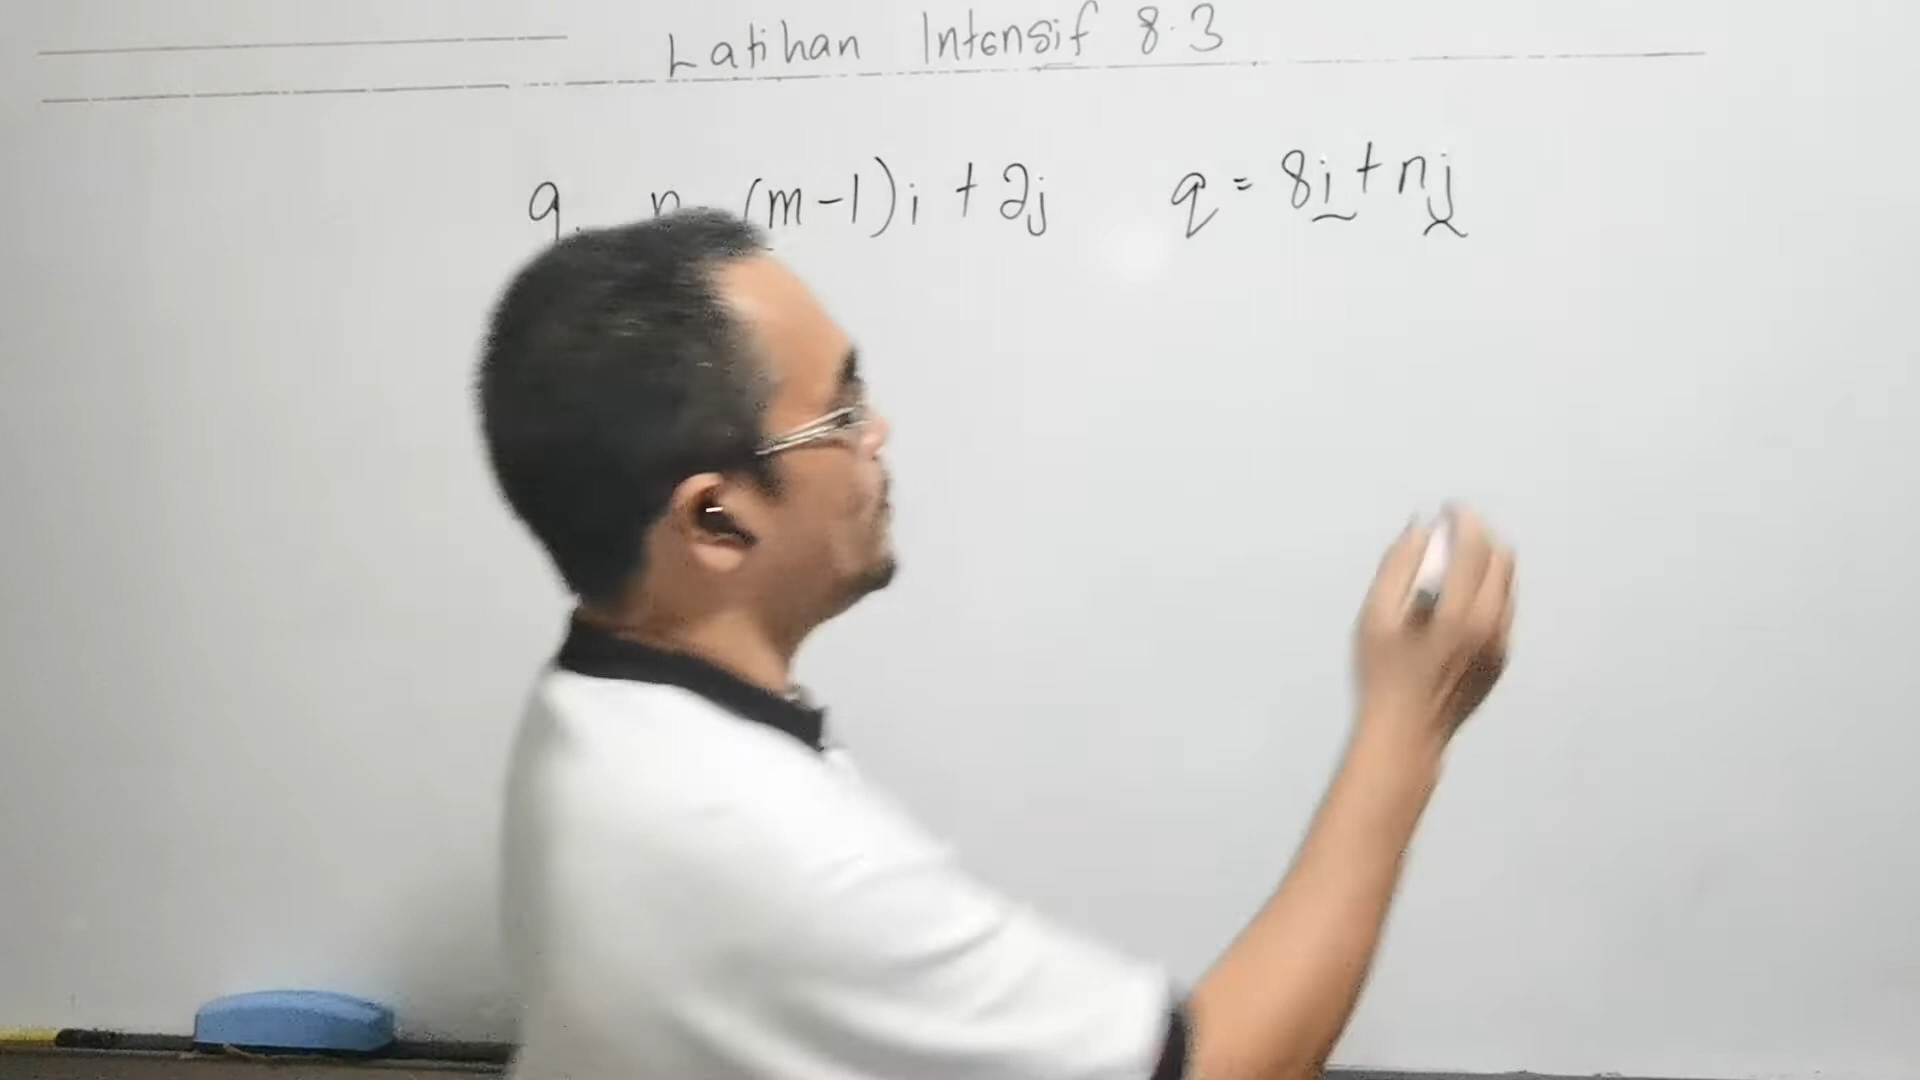 Latihan Intensif 8.3
9. (m-1)i + 2j q = 8i + nj